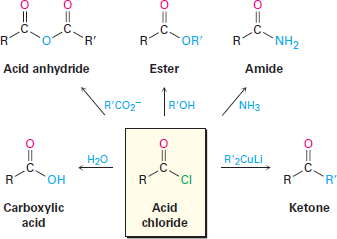 O O O O
C C C C
R O R' R OR' R NH₂
Acid anhydride Ester Amide
R'CO₂⁻ R'OH NH₃
O O O
H₂O R'₂CuLi
C C C
R OH R Cl R R'
Carboxylic Acid Ketone
acid chloride